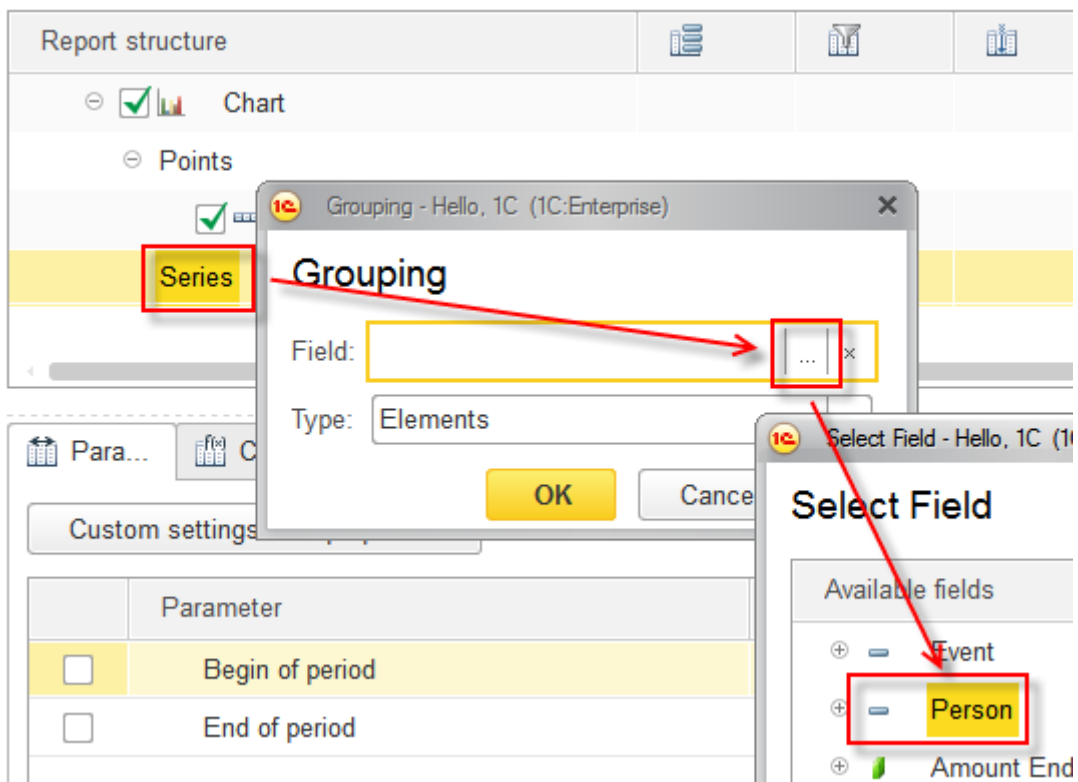 Report structure
Chart
Points
Grouping - Hello, 1C (1C:Enterprise)
Series
Grouping
Field:
...
Type: Elements
OK
Cance
Select Field - Hello, 1C (1
Select Field
Available fields
Event
Person
Amount End
Para...
f(x) C
Custom settings
Parameter
Begin of period
End of period